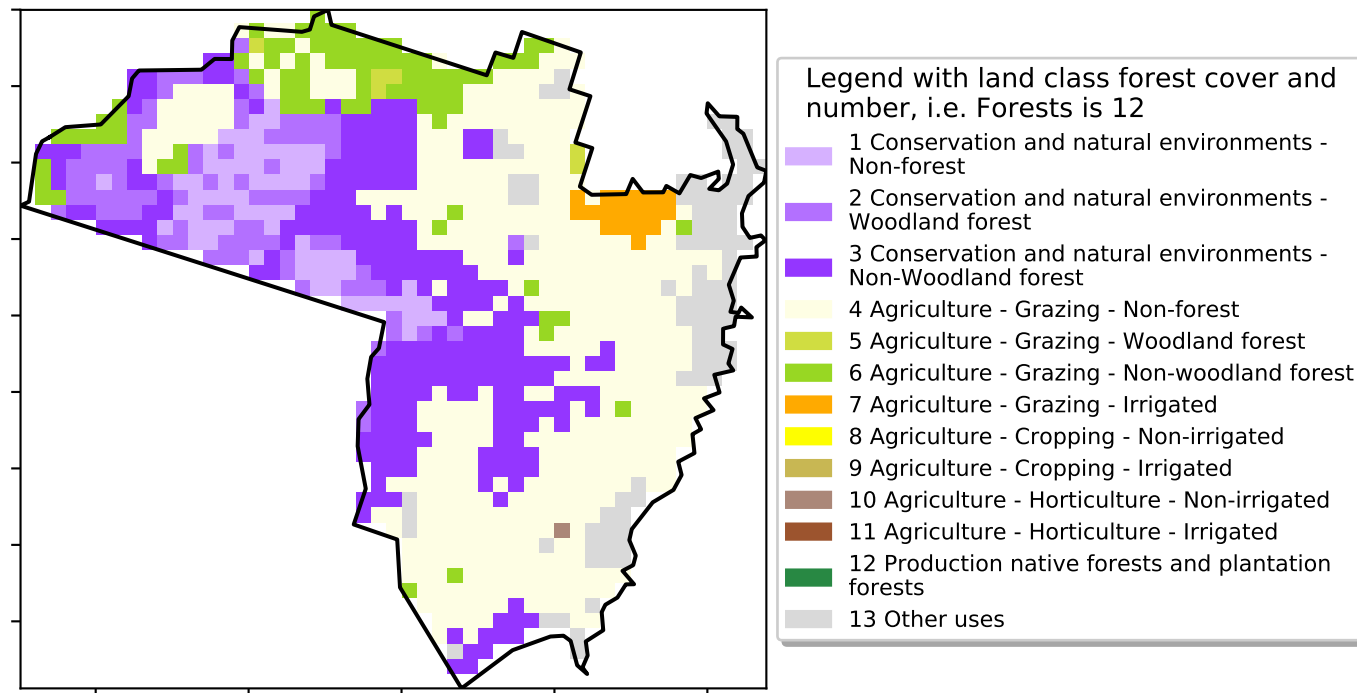 Legend with land class forest cover and
number, i.e. Forests is 12
1 Conservation and natural environments -
Non-forest
2 Conservation and natural environments -
Woodland forest
3 Conservation and natural environments -
Non-Woodland forest
4 Agriculture - Grazing - Non-forest
5 Agriculture - Grazing - Woodland forest
6 Agriculture - Grazing - Non-woodland forest
7 Agriculture - Grazing - Irrigated
8 Agriculture - Cropping - Non-irrigated
9 Agriculture - Cropping - Irrigated
10 Agriculture - Horticulture - Non-irrigated
11 Agriculture - Horticulture - Irrigated
12 Production native forests and plantation
forests
13 Other uses